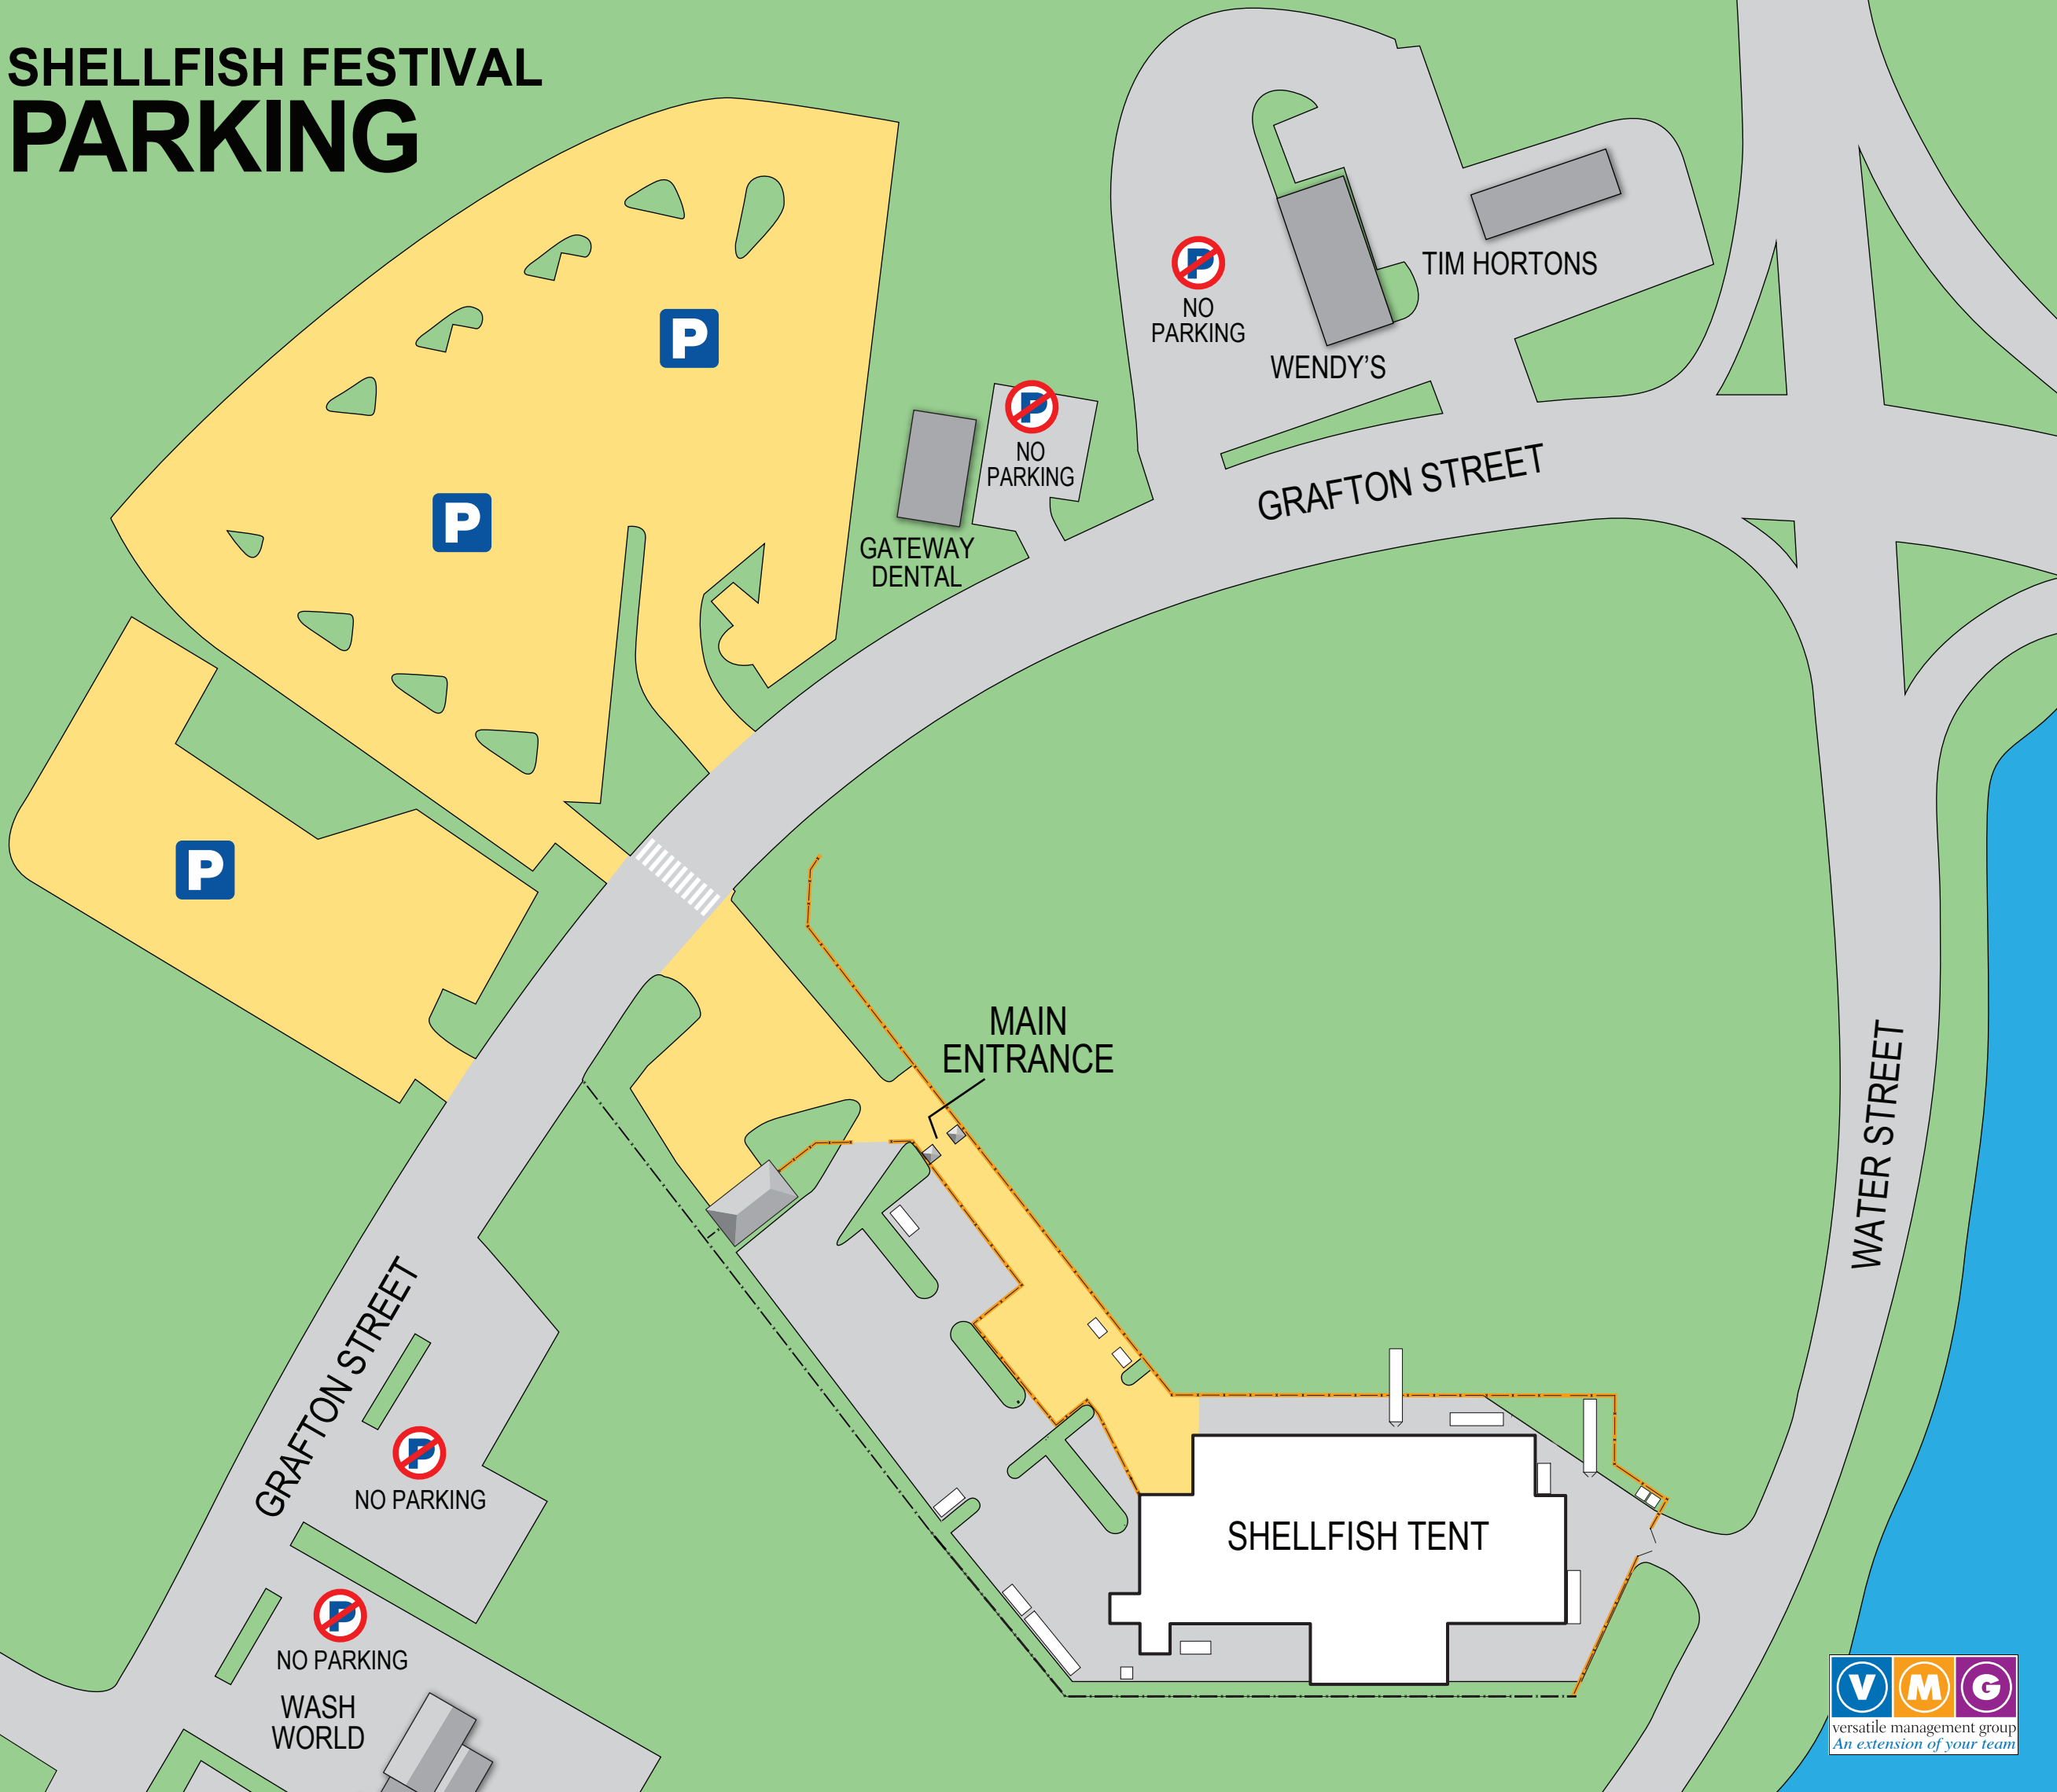 SHELLFISH FESTIVAL
PARKING
P
P
P
P
NO
PARKING
TIM HORTONS
WENDY'S
P
NO
PARKING
GATEWAY
DENTAL
GRAFTON STREET
MAIN
ENTRANCE
WATER STREET
GRAFTON STREET
P
NO PARKING
P
NO PARKING
WASH
WORLD
SHELLFISH TENT
V M G
versatile management group
An extension of your team